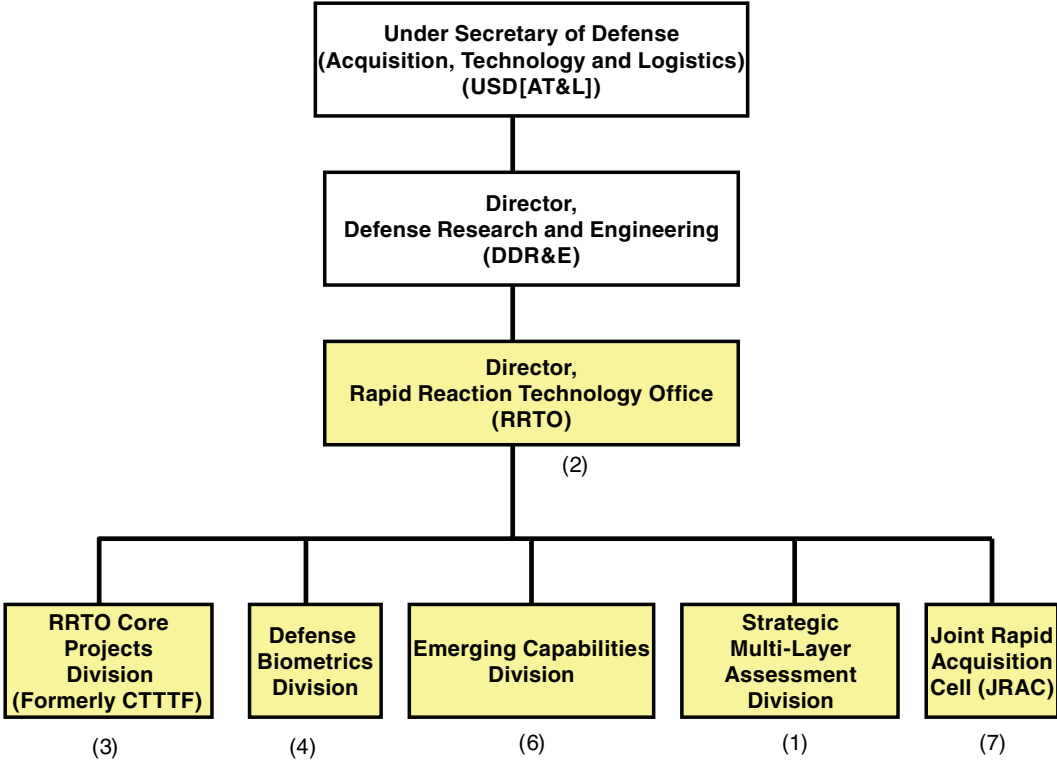 Under Secretary of Defense
(Acquisition, Technology and Logistics)
(USD[AT&L])
Director,
Defense Research and Engineering
(DDR&E)
Director,
Rapid Reaction Technology Office
(RRTO)
(2)
RRTO Core
Projects
Division
(Formerly CTTTF)
(3)
Defense
Biometrics
Division
(4)
Emerging Capabilities
Division
(6)
Strategic
Multi-Layer
Assessment
Division
(1)
Joint Rapid
Acquisition
Cell (JRAC)
(7)